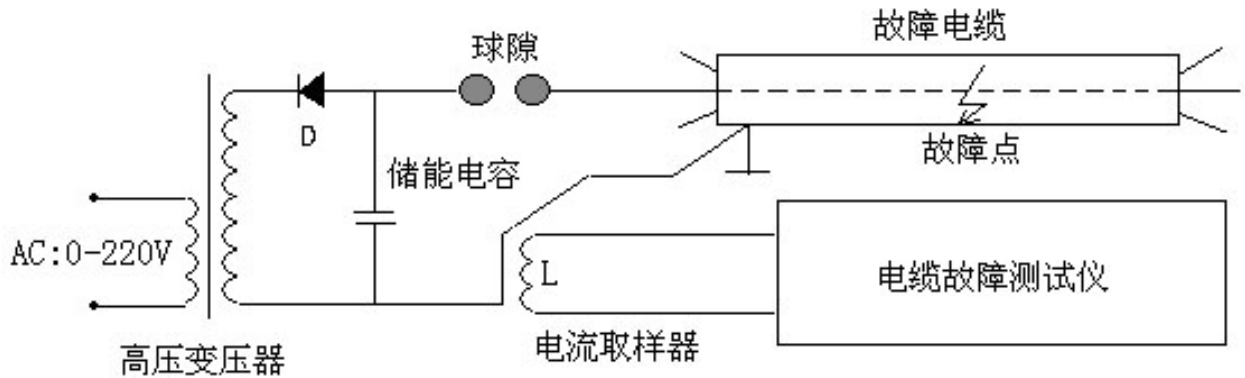 故障电缆
球隙
D
故障点
储能电容
AC:0-220V
L
电缆故障测试仪
电流取样器
高压变压器